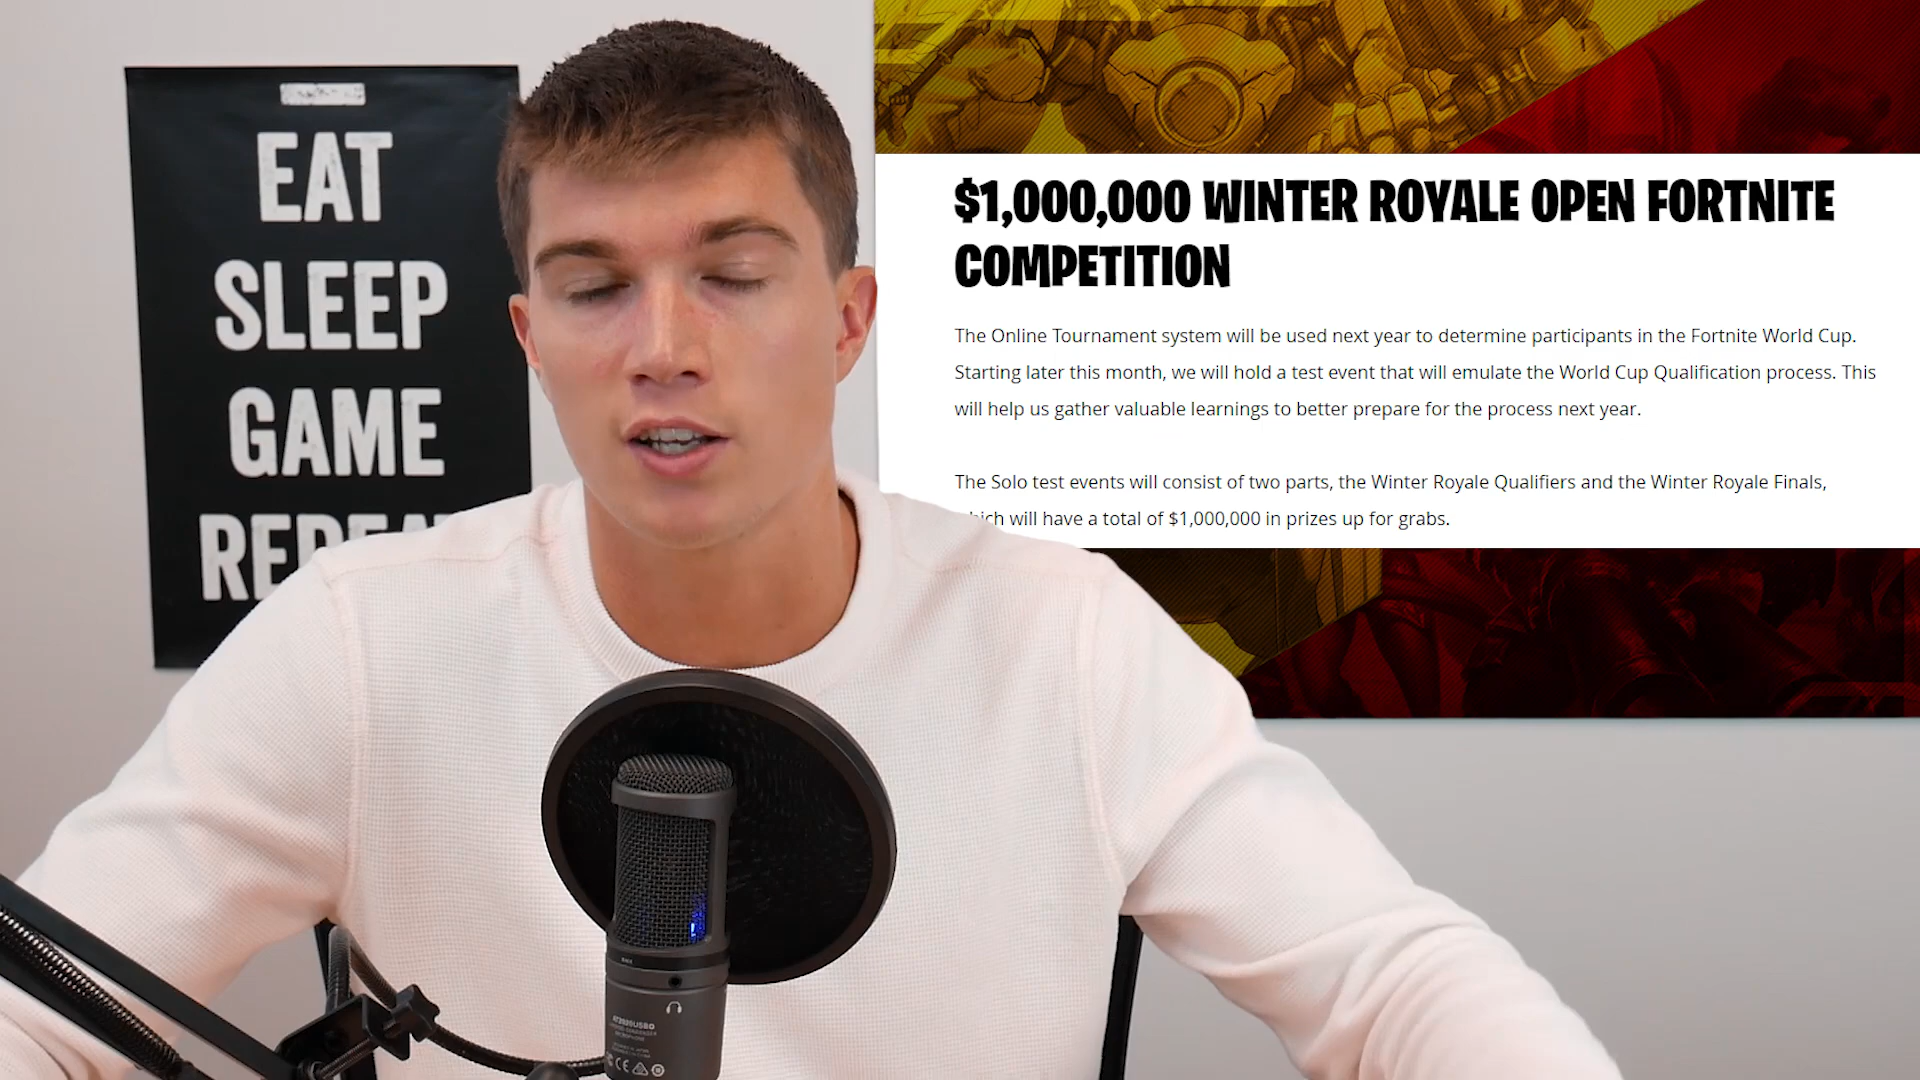 EAT
SLEEP
GAME
$1,000,000 WINTER ROYALE OPEN FORTNITE
COMPETITION
The Online Tournament system will be used next year to determine participants in the Fortnite World Cup.
Starting later this month, we will hold a test event that will emulate the World Cup Qualification process. This
will help us gather valuable learnings to better prepare for the process next year.
The Solo test events will consist of two parts, the Winter Royale Qualifiers and the Winter Royale Finals,
will have a total of $1,000,000 in prizes up for grabs.
AT2020USB+